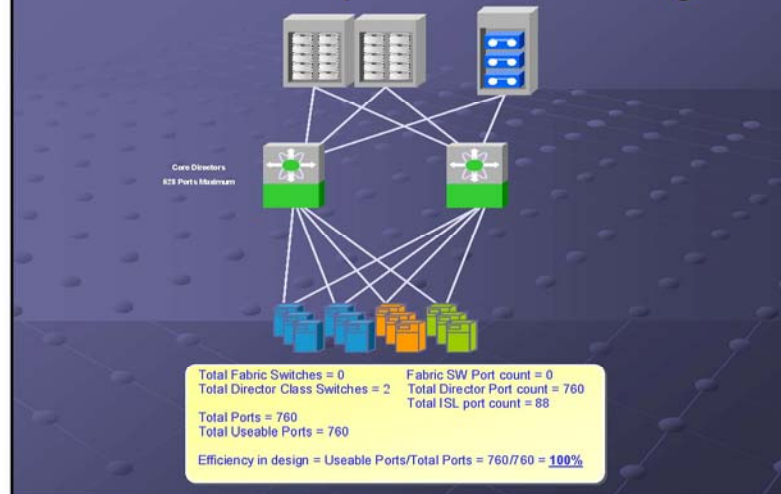 Core Directors
528 Ports Maximum
Total Fabric Switches = 0
Fabric SW Port count = 0
Total Director Class Switches = 2
Total Director Port count = 760
Total ISL port count = 88
Total Ports = 760
Total Useable Ports = 760
Efficiency in design = Useable Ports/Total Ports = 760/760 = 100%